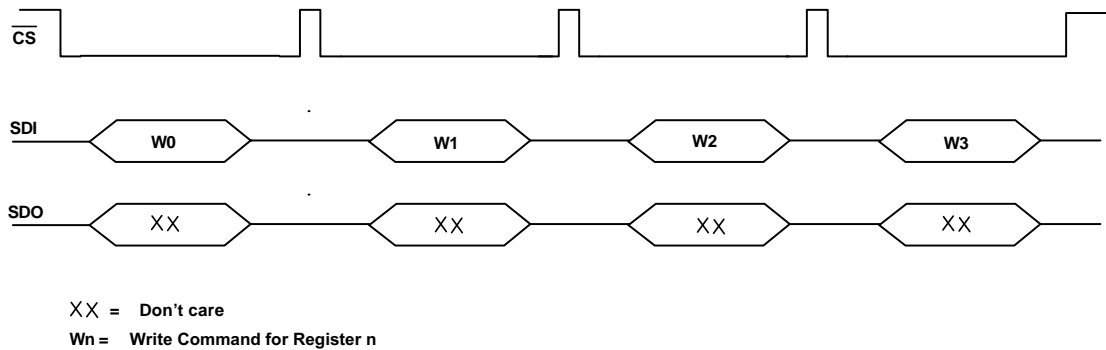 CS
SDI
W0
W1
W2
W3
SDO
XX
XX
XX
XX
XX = Don't care
Wn = Write Command for Register n